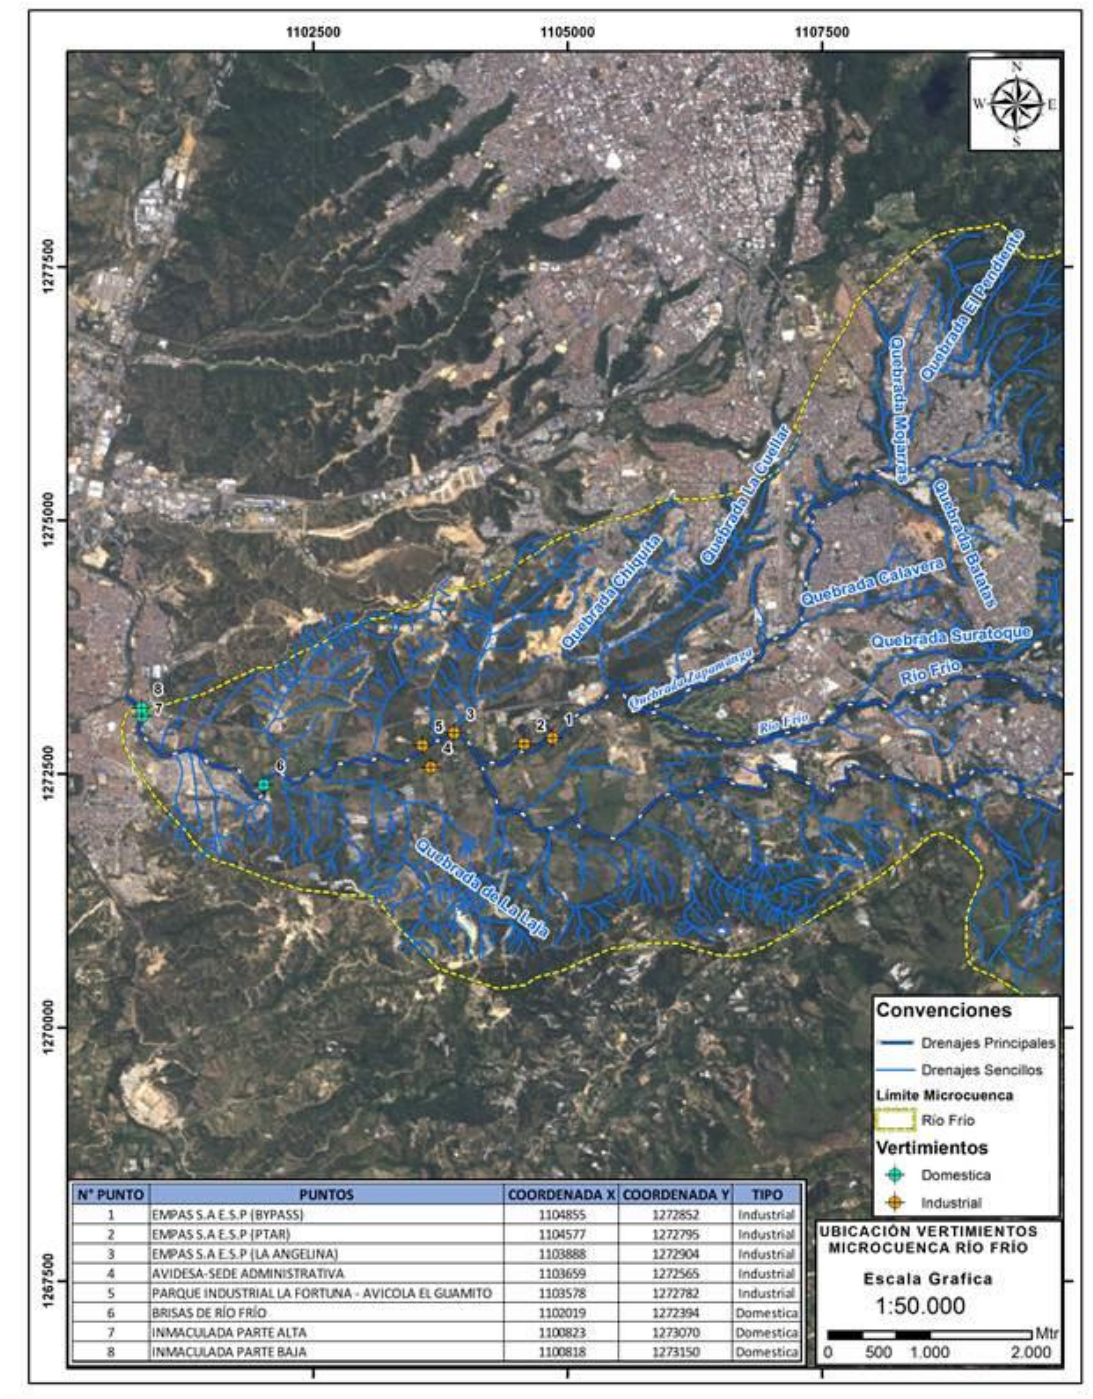 1102500 1105000 1107500
N
W E
S
1277500
1275000
1272500
1270000
1267500
Quebrada El Pendiente
Quebrada Mojarras
Quebrada La Cuellar
Quebrada Batatas
Quebrada Chiquita
Quebrada Calavera
Quebrada Suratoque
Río Frío
Quebrada Zapamanga
Río Frío
8
7
3
5
2
1
4
6
Quebrada de La Laja
Convenciones
Drenajes Principales
Drenajes Sencillos
Límite Microcuenca
Río Frío
Vertimientos
Domestica
Industrial
N° PUNTO PUNTOS COORDENADA X COORDENADA Y TIPO
1 EMPAS S.A E.S.P (BYPASS) 1104855 1272852 Industrial
2 EMPAS S.A E.S.P (PTAR) 1104577 1272795 Industrial
3 EMPAS S.A E.S.P (LA ANGELINA) 1103888 1272904 Industrial
4 AVIDESA-SEDE ADMINISTRATIVA 1103659 1272565 Industrial
5 PARQUE INDUSTRIAL LA FORTUNA - AVICOLA EL GUAMITO 1103578 1272782 Industrial
6 BRISAS DE RÍO FRÍO 1102019 1272394 Domestica
7 INMACULADA PARTE ALTA 1100823 1273070 Domestica
8 INMACULADA PARTE BAJA 1100818 1273150 Domestica
UBICACIÓN VERTIMIENTOS
MICROCUENCA RÍO FRÍO
Escala Grafica
1:50.000
Mtr
0 500 1.000 2.000